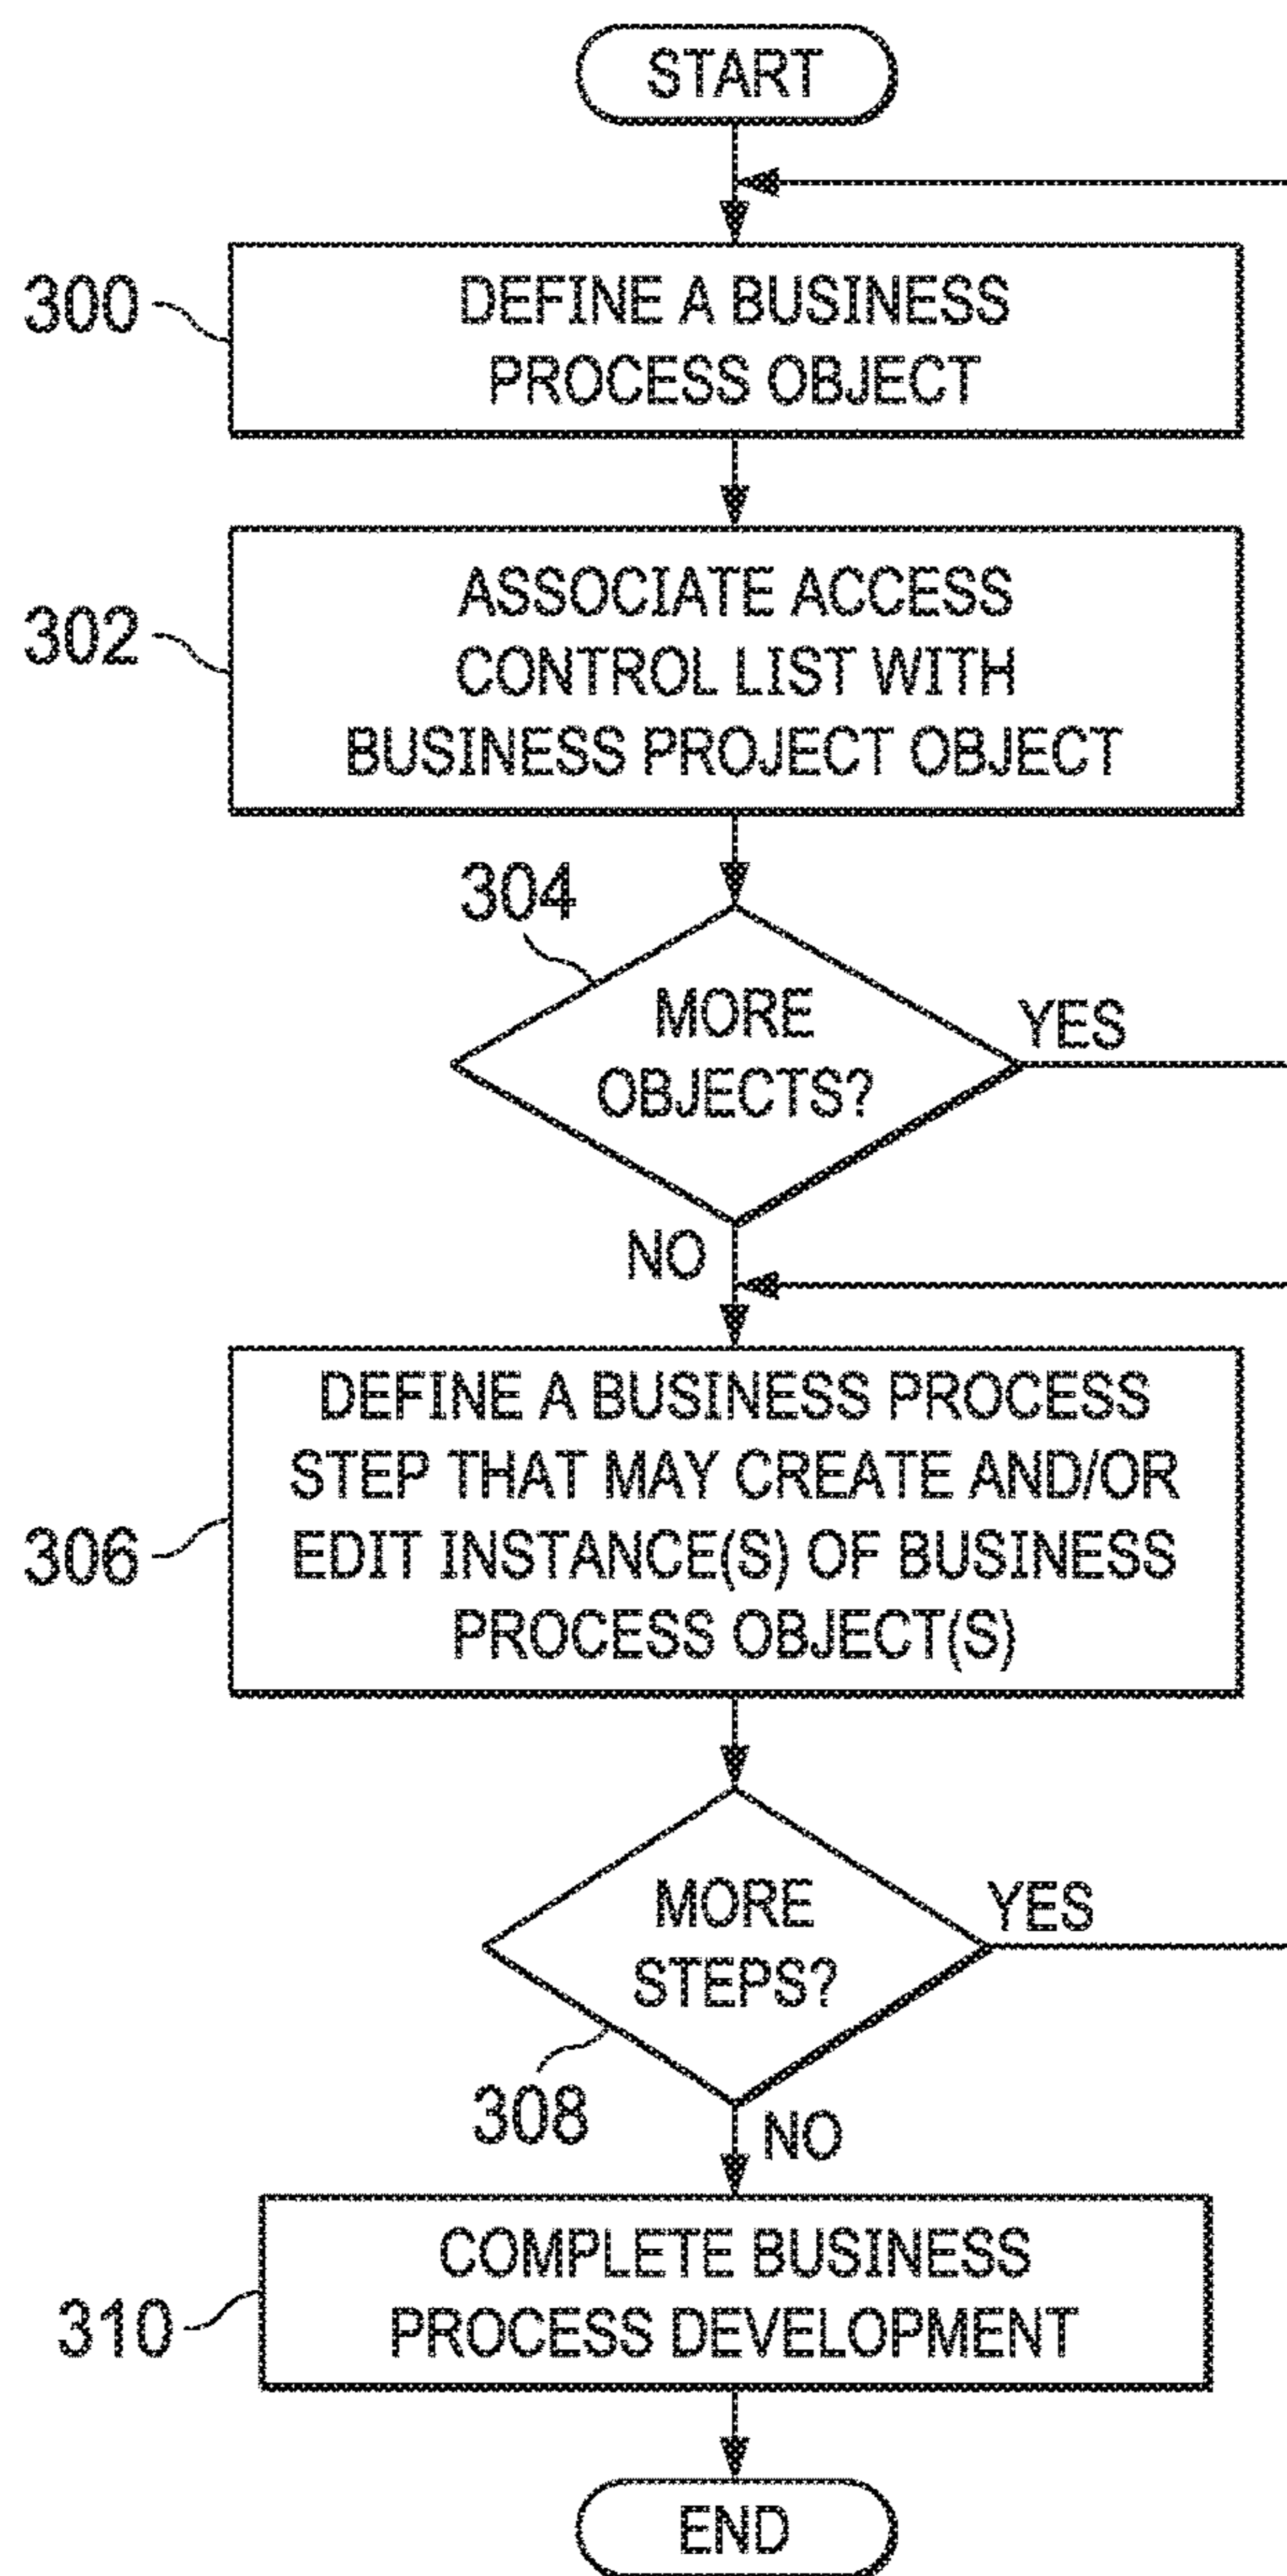 START
300
DEFINE A BUSINESS
PROCESS OBJECT
302
ASSOCIATE ACCESS
CONTROL LIST WITH
BUSINESS PROJECT OBJECT
304
MORE
OBJECTS?
YES
NO
306
DEFINE A BUSINESS PROCESS
STEP THAT MAY CREATE AND/OR
EDIT INSTANCE(S) OF BUSINESS
PROCESS OBJECT(S)
MORE
STEPS?
YES
308
NO
310
COMPLETE BUSINESS
PROCESS DEVELOPMENT
END